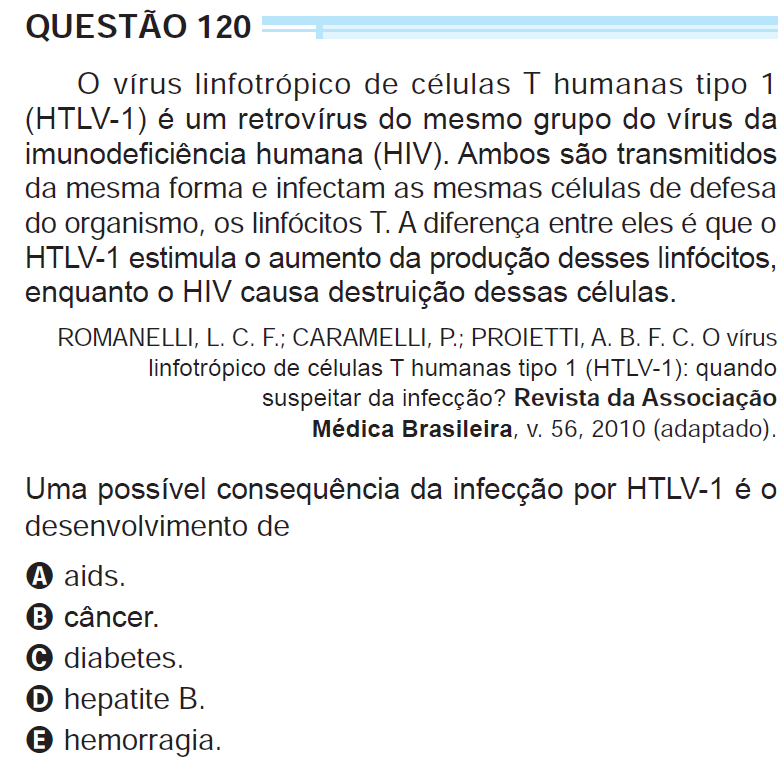 QUESTÃO 120
O vírus linfotrópico de células T humanas tipo 1
(HTLV-1) é um retrovírus do mesmo grupo do vírus da
imunodeficiência humana (HIV). Ambos são transmitidos
da mesma forma e infectam as mesmas células de defesa
do organismo, os linfócitos T. A diferença entre eles é que o
HTLV-1 estimula o aumento da produção desses linfócitos,
enquanto o HIV causa destruição dessas células.
ROMANELLI, L. C. F.; CARAMELLI, P.; PROIETTI, A. B. F. C. O vírus
linfotrópico de células T humanas tipo 1 (HTLV-1): quando
suspeitar da infecção? Revista da Associação
Médica Brasileira, v. 56, 2010 (adaptado).
Uma possível consequência da infecção por HTLV-1 é o
desenvolvimento de
A aids.
B câncer.
C diabetes.
D hepatite B.
E hemorragia.